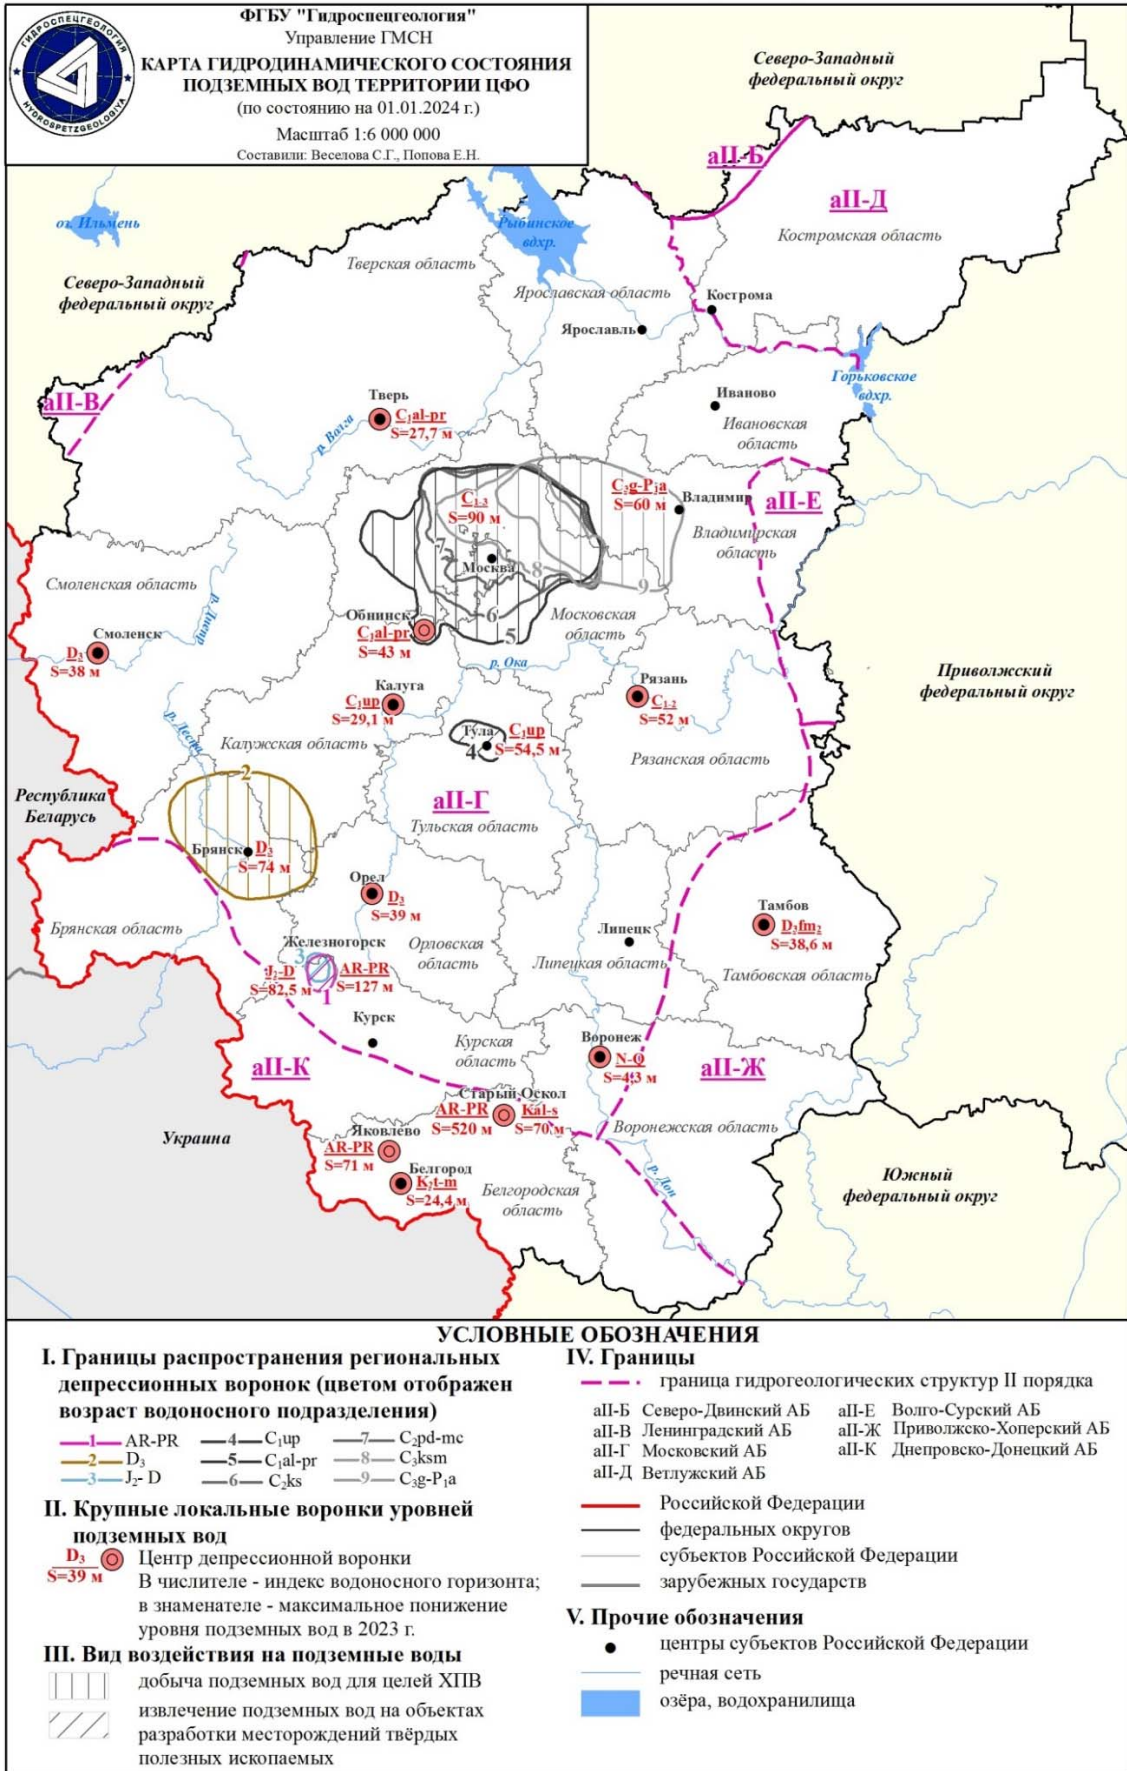 ГИДРОСПЕЦГЕОЛОГИЯ
HYDROSPETZGEOLOGIYA
ФГБУ "Гидроспецгеология"
Управление ГМСН
КАРТА ГИДРОДИНАМИЧЕСКОГО СОСТОЯНИЯ
ПОДЗЕМНЫХ ВОД ТЕРРИТОРИИ ЦФО
(по состоянию на 01.01.2024 г.)
Масштаб 1:6 000 000
Составили: Веселова С.Г., Попова Е.Н.
Северо-Западный
федеральный округ
аII-Б
аII-Д
Костромская область
оз. Ильмень
Рыбинское
вдхр.
Тверская область
Северо-Западный
федеральный округ
Ярославская область
Кострома
Ярославль
Горьковское
вдхр.
аII-В
Тверь
C₁al-pr
S=27,7 м
р. Волга
Иваново
Ивановская
область
C₁₋₃
S=90 м
C₃g-P₁a
S=60 м
Владимир
аII-Е
Владимирская
область
7
Москва
8
9
6
5
Смоленская область
р. Днепр
Обнинск
C₁al-pr
S=43 м
Московская
область
Смоленск
D₃
S=38 м
р. Ока
Рязань
C₁₋₂
S=52 м
Приволжский
федеральный округ
Калуга
C₁up
S=29,1 м
р. Десна
Калужская область
Тула
4
C₁up
S=54,5 м
Рязанская область
2
Республика
Беларусь
аII-Г
Тульская область
Брянск
D₃
S=74 м
Орел
D₃
S=39 м
Тамбов
D₃fm₂
S=38,6 м
Брянская область
Железногорск
3
J₂-D
S=82,5 м
AR-PR
S=127 м
1
Орловская
область
Липецк
Липецкая область
Тамбовская область
Курск
Курская
область
Воронеж
N-Q
S=4,3 м
аII-К
аII-Ж
Старый Оскол
AR-PR
S=520 м
Kal-s
S=70 м
Украина
Яковлево
AR-PR
S=71 м
Воронежская область
Белгород
K₂t-m
S=24,4 м
Белгородская
область
р. Дон
Южный
федеральный округ
УСЛОВНЫЕ ОБОЗНАЧЕНИЯ
I. Границы распространения региональных
депрессионных воронок (цветом отображен
возраст водоносного подразделения)
1 AR-PR
2 D₃
3 J₂- D
4 C₁up
5 C₁al-pr
6 C₂ks
7 C₂pd-mc
8 C₃ksm
9 C₃g-P₁a
II. Крупные локальные воронки уровней
подземных вод
D₃
S=39 м
Центр депрессионной воронки
В числителе - индекс водоносного горизонта;
в знаменателе - максимальное понижение
уровня подземных вод в 2023 г.
III. Вид воздействия на подземные воды
добыча подземных вод для целей ХПВ
извлечение подземных вод на объектах
разработки месторождений твёрдых
полезных ископаемых
IV. Границы
граница гидрогеологических структур II порядка
аII-Б Северо-Двинский АБ
аII-В Ленинградский АБ
аII-Г Московский АБ
аII-Д Ветлужский АБ
аII-Е Волго-Сурский АБ
аII-Ж Приволжско-Хоперский АБ
аII-К Днепровско-Донецкий АБ
Российской Федерации
федеральных округов
субъектов Российской Федерации
зарубежных государств
V. Прочие обозначения
центры субъектов Российской Федерации
речная сеть
озёра, водохранилища